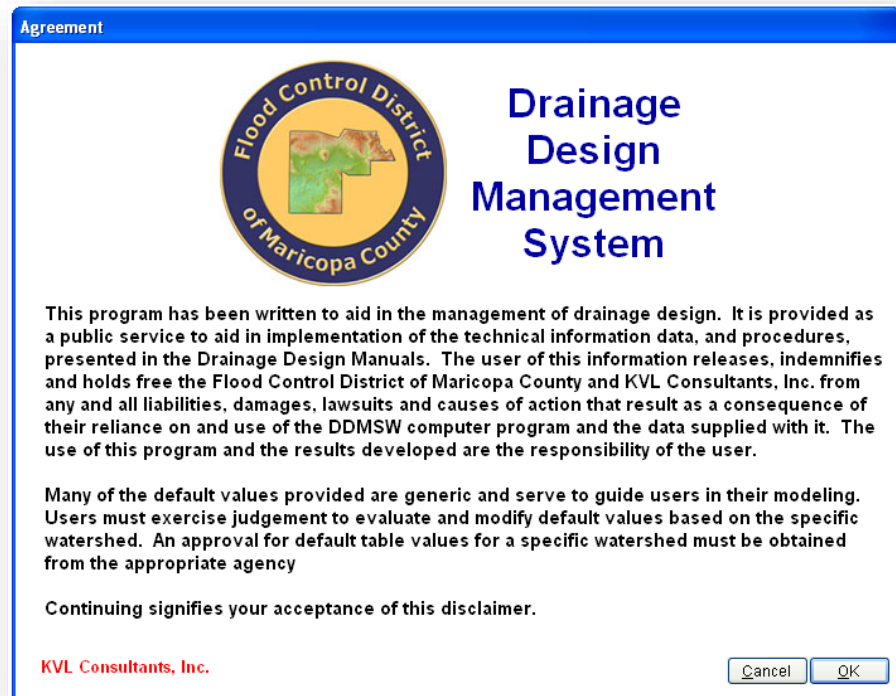 Agreement
Flood Control District
of Maricopa County
Drainage
Design
Management
System
This program has been written to aid in the management of drainage design.  It is provided as
a public service to aid in implementation of the technical information data, and procedures,
presented in the Drainage Design Manuals.  The user of this information releases, indemnifies
and holds free the Flood Control District of Maricopa County and KVL Consultants, Inc. from
any and all liabilities, damages, lawsuits and causes of action that result as a consequence of
their reliance on and use of the DDMSW computer program and the data supplied with it.  The
use of this program and the results developed are the responsibility of the user.
Many of the default values provided are generic and serve to guide users in their modeling.
Users must exercise judgement to evaluate and modify default values based on the specific
watershed.  An approval for default table values for a specific watershed must be obtained
from the appropriate agency
Continuing signifies your acceptance of this disclaimer.
KVL Consultants, Inc.
Cancel
OK